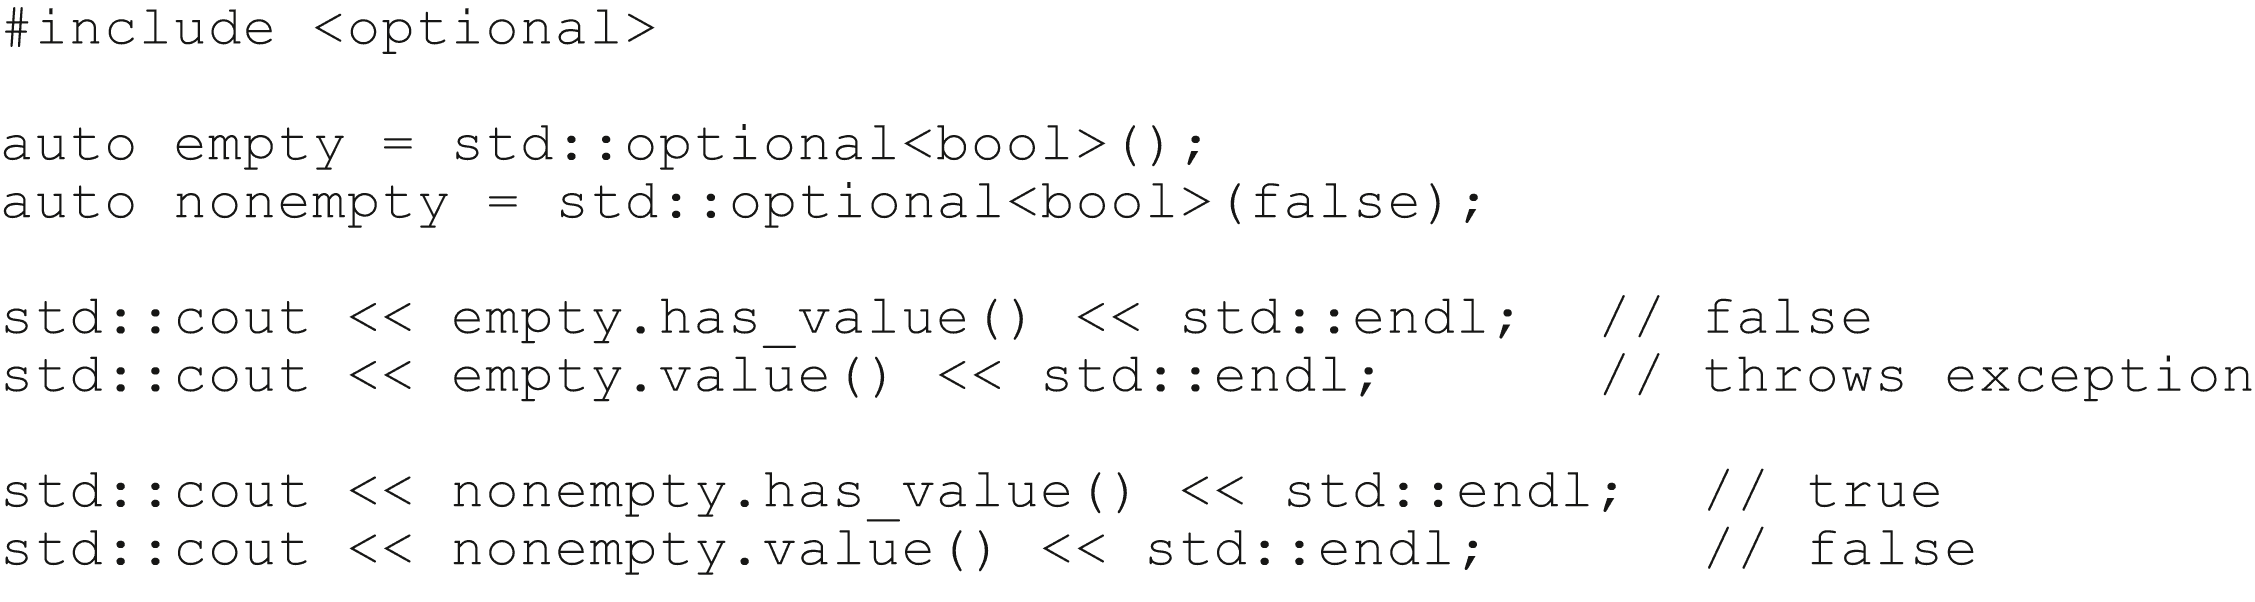 #include <optional>
auto empty = std::optional<bool>();
auto nonempty = std::optional<bool>(false);
std::cout << empty.has_value() << std::endl;  // false
std::cout << empty.value() << std::endl;      // throws exception
std::cout << nonempty.has_value() << std::endl;  // true
std::cout << nonempty.value() << std::endl;      // false